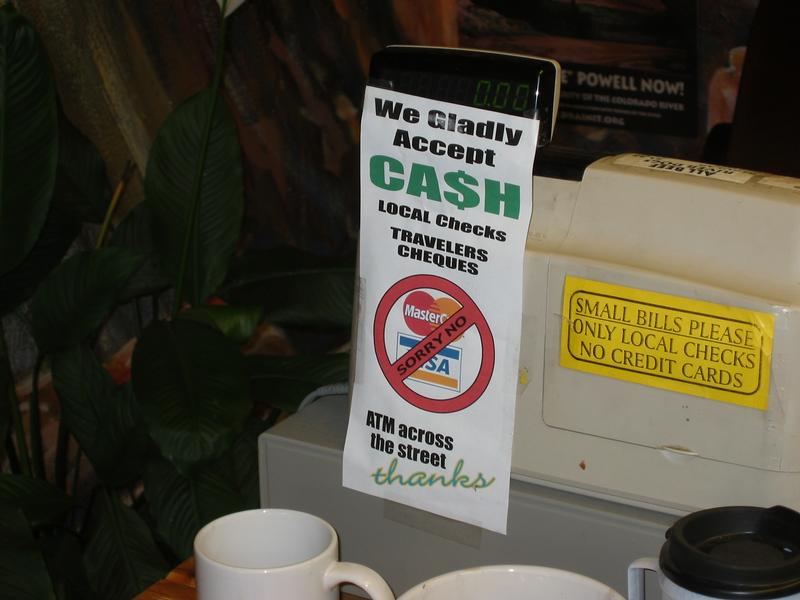 0.00
We Gladly
Accept
CA$H
LOCAL Checks
TRAVELERS
CHEQUES
MasterC
VISA
SORRY NO
ATM across
the street
thanks
E" POWELL NOW!
OF THE COLORADO RIVER
SMALL BILLS PLEASE
ONLY LOCAL CHECKS
NO CREDIT CARDS